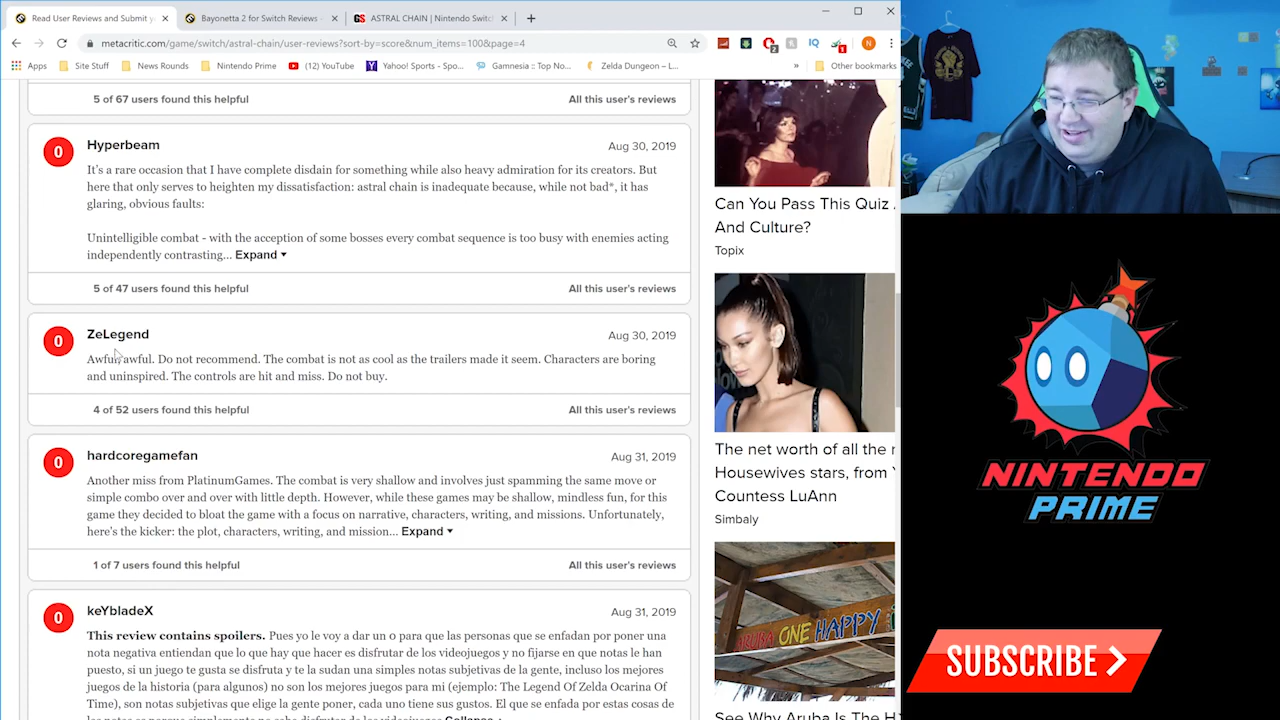 Read User Reviews and Submit y
Bayonetta 2 for Switch Reviews -
ASTRAL CHAIN | Nintendo Switc
metacritic.com/game/switch/astral-chain/user-reviews?sort-by=score&num_items=100&page=4
Apps
Site Stuff
News Rounds
Nintendo Prime
(12) YouTube
Yahoo! Sports - Spo...
Gamnesia :: Top No...
Zelda Dungeon – L...
»
Other bookmarks
5 of 67 users found this helpful
All this user's reviews
0
Hyperbeam
Aug 30, 2019
It's a rare occasion that I have complete disdain for something while also heavy admiration for its creators. But
here that only serves to heighten my dissatisfaction: astral chain is inadequate because, while not bad*, it has
glaring, obvious faults:
Unintelligible combat - with the acception of some bosses every combat sequence is too busy with enemies acting
independently contrasting... Expand
5 of 47 users found this helpful
All this user's reviews
0
ZeLegend
Aug 30, 2019
awful. Do not recommend. The combat is not as cool as the trailers made it seem. Characters are boring
and uninspired. The controls are hit and miss. Do not buy.
4 of 52 users found this helpful
All this user's reviews
0
hardcoregamefan
Aug 31, 2019
Another miss from PlatinumGames. The combat is very shallow and involves just spamming the same move or
simple combo over and over with little depth. However, while these games may be shallow, mindless fun, for this
game they decided to bloat the game with a focus writing, and missions. Unfortunately,
here's the kicker: the plot, characters, writing, and mission... Expand
1 of 7 users found this helpful
All this user's reviews
0
keYbladeX
Aug 31, 2019
This review contains spoilers. Pues yo le voy a dar un 0 para que las personas que se enfadan por poner una
nota negativa entiendan que lo que hay que hacer es disfrutar de los videojuegos y no fijarse en que notas le han
puesto, si un juego te gusta se disfruta y te la suda las notas subjetivas de la gente, incluso los mejores
juegos de la historia (para algunos) no son los mejores juegos para mi (ejemplo: The Legend Of Zelda Ocarina Of
notas subjetivas que elige la gente poner, cada uno tiene sus gustos. El que se enfada por estas cosas de
Can You Pass This Quiz
And Culture?
Topix
The net worth of all the
Housewives stars, from
Countess LuAnn
Simbaly
ARUBA ONE HAPPY
See Why Aruba Is The
NINTENDO
PRIME
SUBSCRIBE